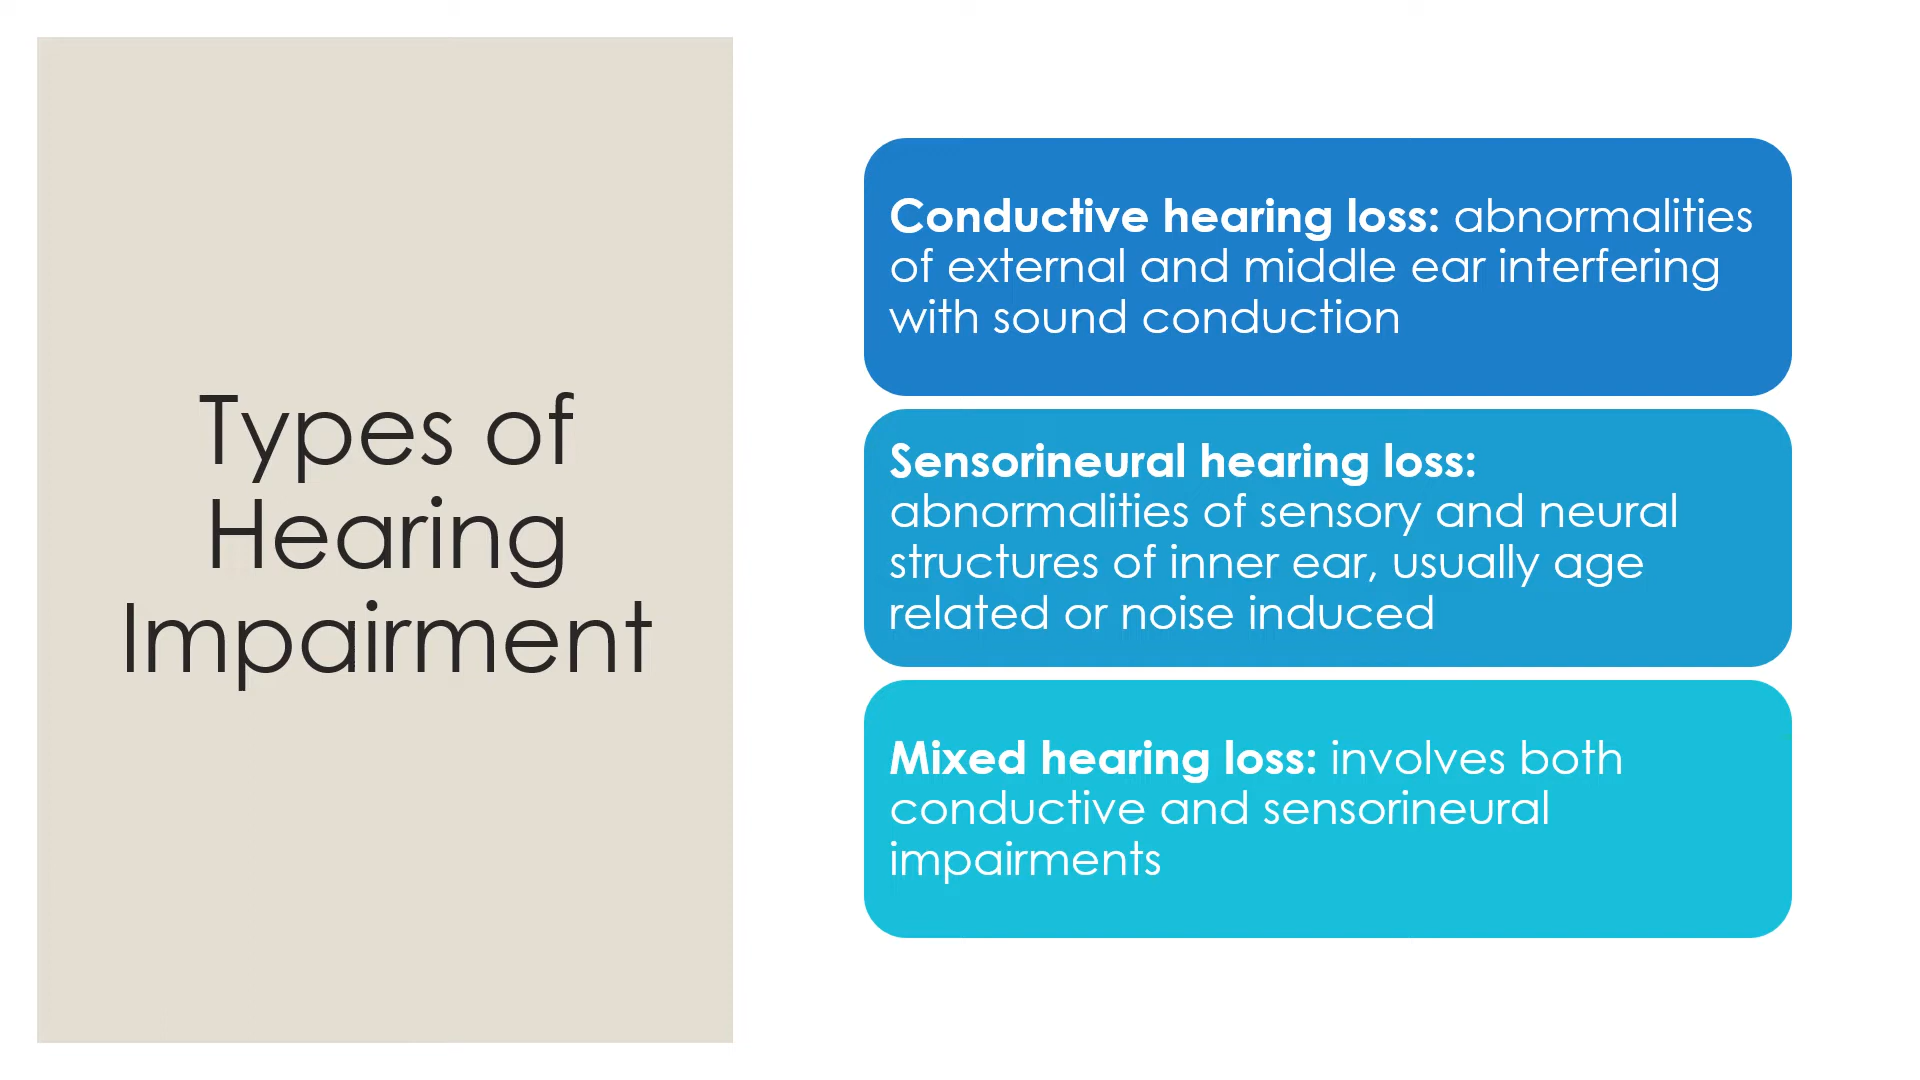 Types of
Hearing
Impairment
Conductive hearing loss: abnormalities
of external and middle ear interfering
with sound conduction
Sensorineural hearing loss:
abnormalities of sensory and neural
structures of inner ear, usually age
related or noise induced
Mixed hearing loss: involves both
conductive and sensorineural
impairments